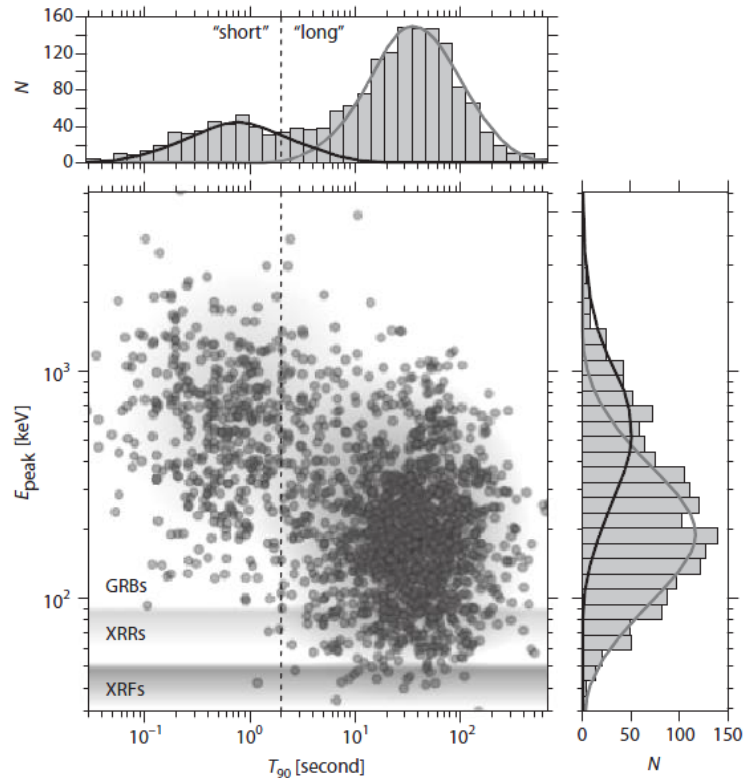 160
120
80
40
0
N
"short"
"long"
10³
10²
E_peak [keV]
GRBs
XRRs
XRFs
10⁻¹
10⁰
10¹
10²
T₉₀ [second]
0
50
100
150
N